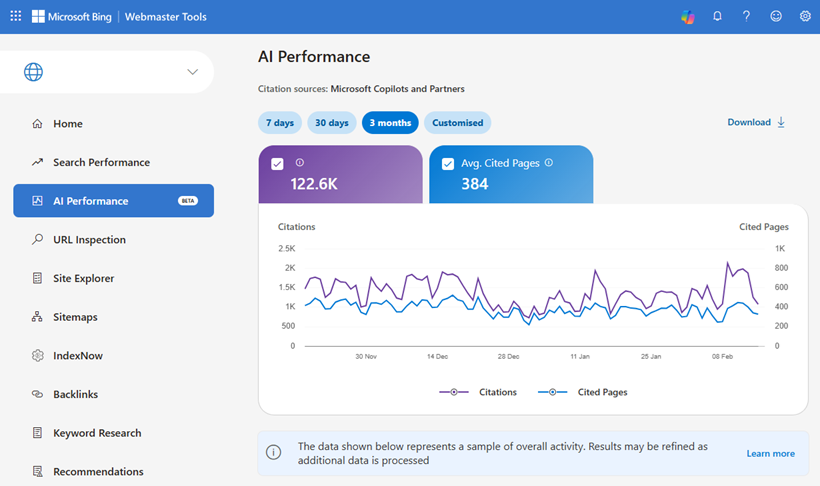 Microsoft Bing | Webmaster Tools
AI Performance
Citation sources: Microsoft Copilots and Partners
7 days 30 days 3 months Customised Download
Home
Search Performance
AI Performance BETA
URL Inspection
Site Explorer
Sitemaps
IndexNow
Backlinks
Keyword Research
Recommendations
122.6K
Avg. Cited Pages
384
Citations Cited Pages
2.5K 1K
2K 800
1.5K 600
1K 400
500 200
0 0
30 Nov 14 Dec 28 Dec 11 Jan 25 Jan 08 Feb
Citations Cited Pages
The data shown below represents a sample of overall activity. Results may be refined as
additional data is processed
Learn more